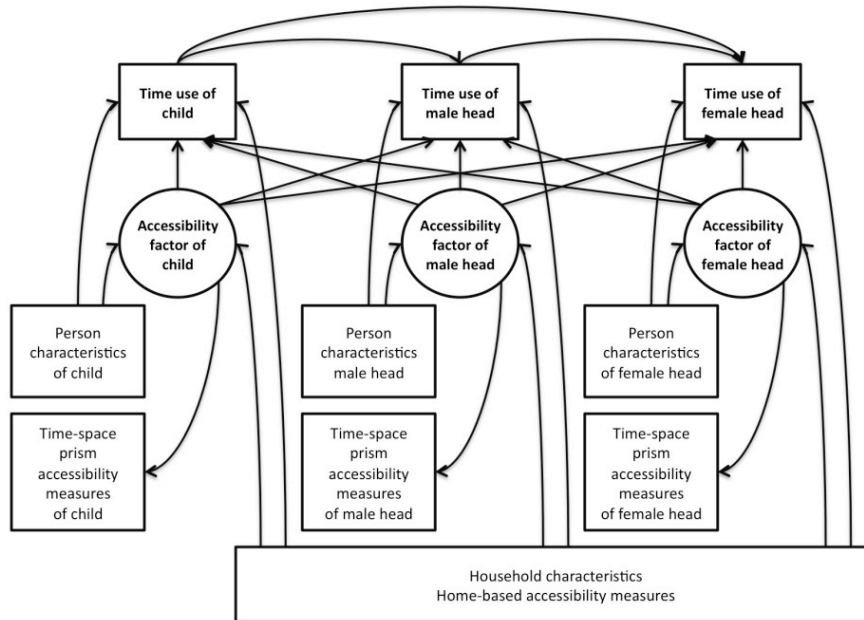 Time use of
child
Time use of
male head
Time use of
female head
Accessibility
factor of
child
Accessibility
factor of
male head
Accessibility
factor of
female head
Person
characteristics
of child
Person
characteristics
male head
Person
characteristics
of female head
Time-space
prism
accessibility
measures
of child
Time-space
prism
accessibility
measures
of male head
Time-space
prism
accessibility
measures
of female head
Household characteristics
Home-based accessibility measures